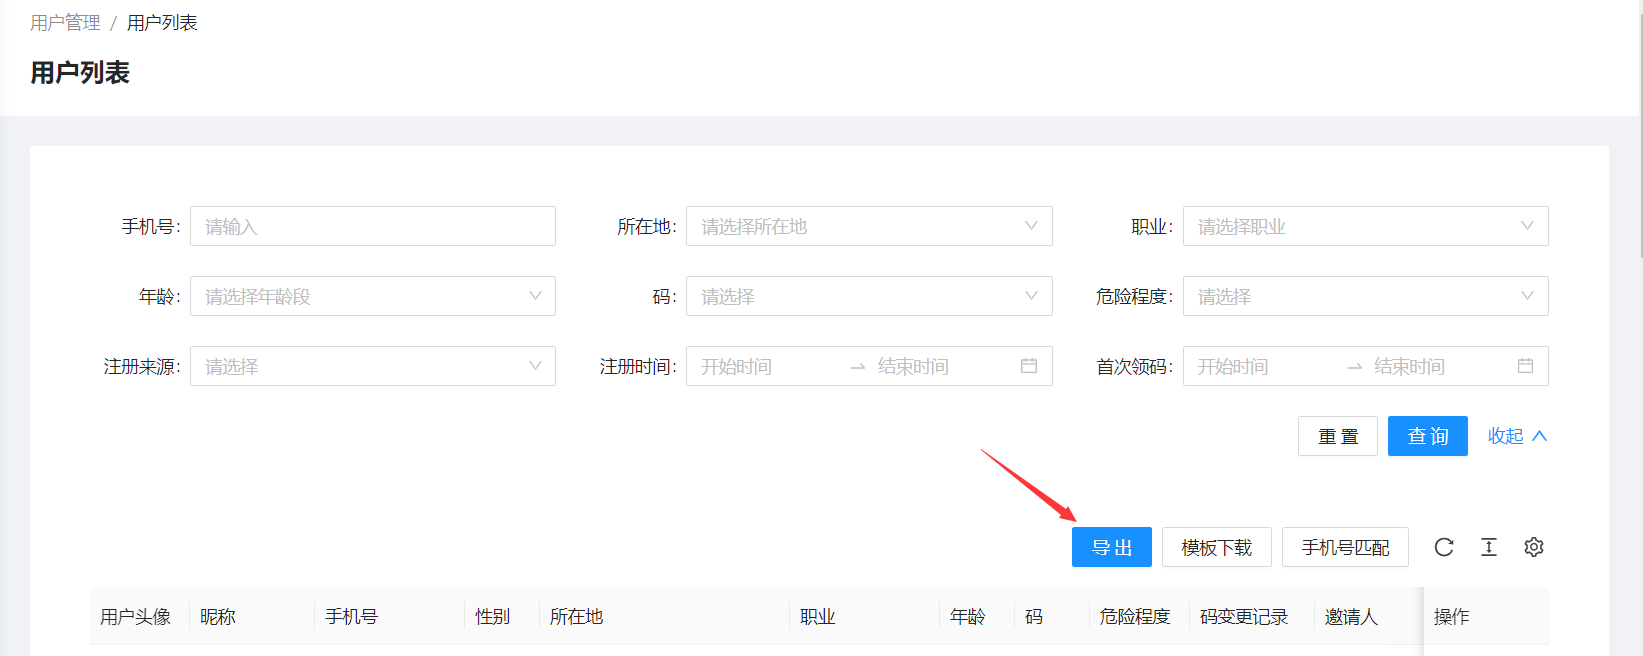 用户管理 / 用户列表
用户列表
手机号: 请输入 所在地: 请选择所在地 职业: 请选择职业
年龄: 请选择年龄段 码: 请选择 危险程度: 请选择
注册来源: 请选择 注册时间: 开始时间 → 结束时间 首次领码: 开始时间 → 结束时间
重置 查询 收起
导出 模板下载 手机号匹配
用户头像 昵称 手机号 性别 所在地 职业 年龄 码 危险程度 码变更记录 邀请人 操作